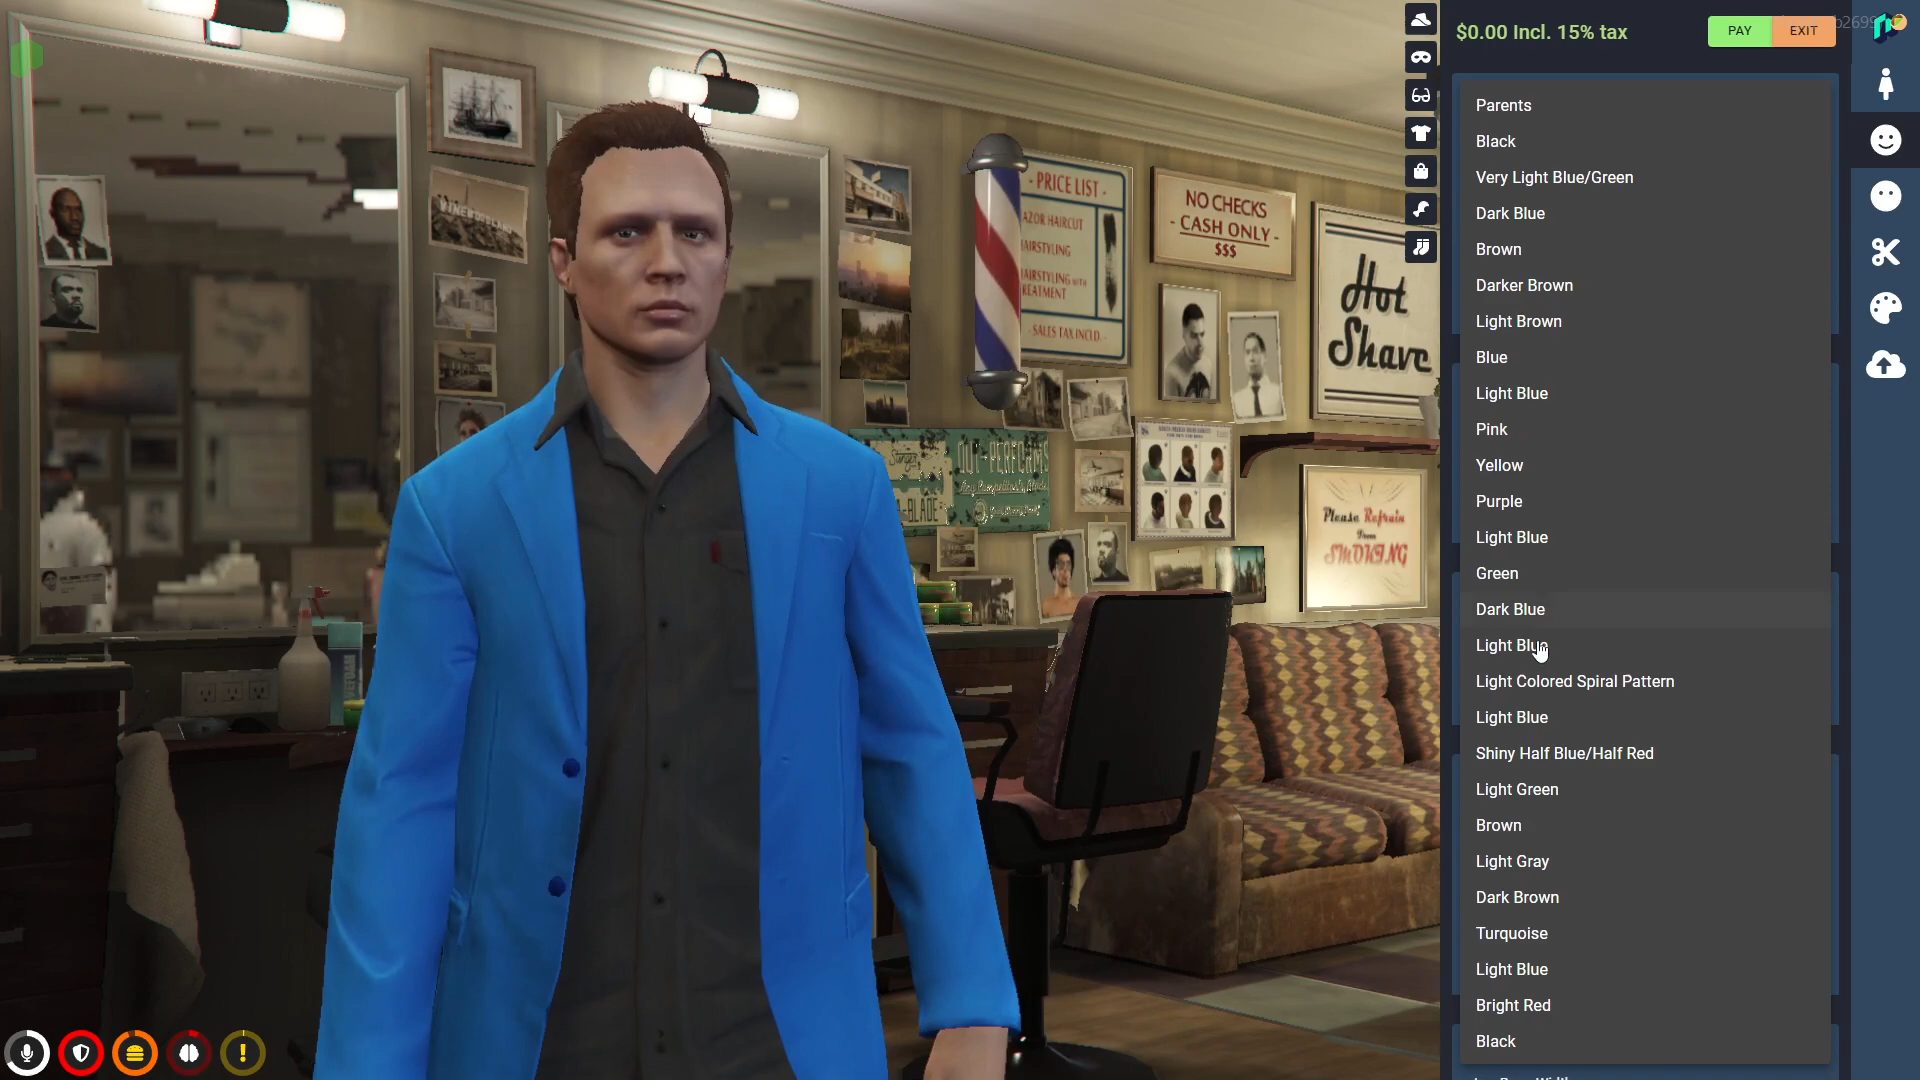 $0.00 Incl. 15% tax
PAY
EXIT
Parents
Black
Very Light Blue/Green
Dark Blue
Brown
Darker Brown
Light Brown
Blue
Light Blue
Pink
Yellow
Purple
Light Blue
Green
Dark Blue
Light Blue
Light Colored Spiral Pattern
Light Blue
Shiny Half Blue/Half Red
Light Green
Brown
Light Gray
Dark Brown
Turquoise
Light Blue
Bright Red
Black
- PRICE LIST -
HAIRCUT
- SALES TAX INCLD. -
NO CHECKS
- CASH ONLY -
$$$
Hot
Shave
Please Refrain
From
SMOKING